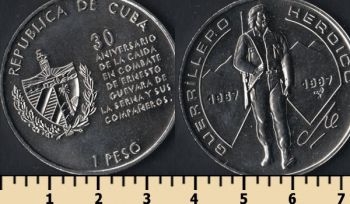 REPUBLICA DE CUBA
30
ANIVERSARIO
DE LA CAIDA
EN COMBATE
DE ERNESTO
GUEVARA DE
LA SERNA Y SUS
COMPAÑEROS.
1 PESO
GUERRILLERO HEROICO
1967 1997
Che
1 2 3 4 5 6 7